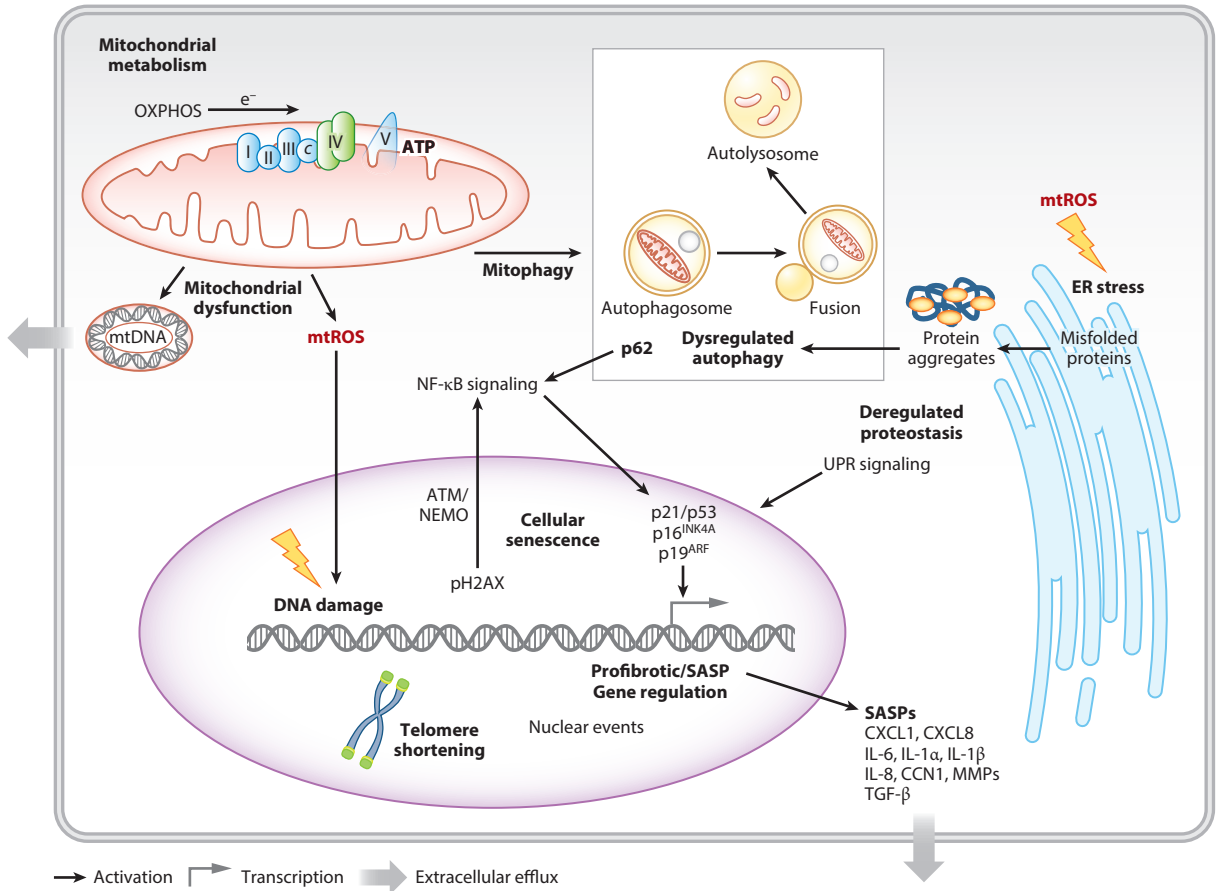 Mitochondrial
metabolism
OXPHOS
e⁻
I
II
III
c
IV
V
ATP
Autolysosome
mtROS
Mitophagy
Autophagosome
Fusion
ER stress
Mitochondrial
dysfunction
mtDNA
mtROS
p62
Dysregulated
autophagy
Protein
aggregates
Misfolded
proteins
NF-κB signaling
Deregulated
proteostasis
UPR signaling
ATM/
NEMO
Cellular
senescence
p21/p53
p16ᴵᴺᴷ⁴ᴬ
p19ᴬᴿᶠ
pH2AX
DNA damage
Profibrotic/SASP
Gene regulation
Telomere
shortening
Nuclear events
SASPs
CXCL1, CXCL8
IL-6, IL-1α, IL-1β
IL-8, CCN1, MMPs
TGF-β
Activation
Transcription
Extracellular efflux